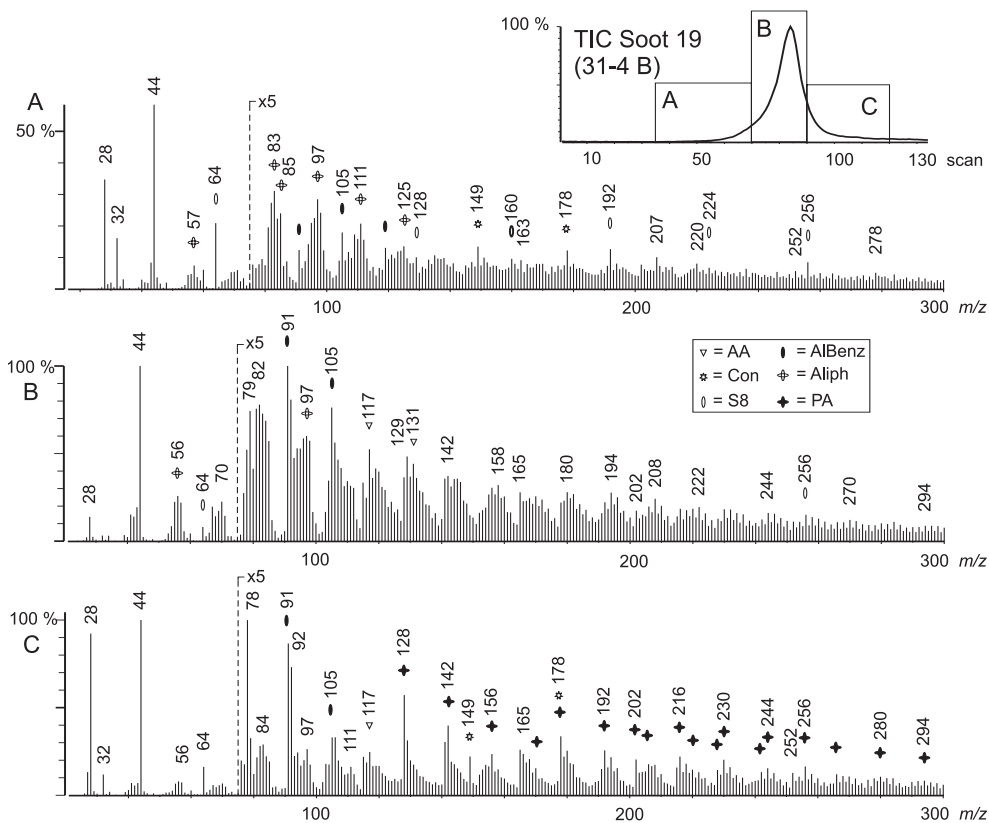 100 %
TIC Soot 19
(31-4 B)
A
B
C
10 50 100 130 scan
A
50 %
x5
28 32 44 57 64 83 85 97 105 111 125 128 149 160 163 178 192 207 220 224 252 256 278
100 200 300 m/z
▿ = AA
= Con
= S8
= AlBenz
= Aliph
= PA
B
100 %
x5
28 44 56 64 70 79 82 91 97 105 117 129 131 142 158 165 180 194 202 208 222 244 256 270 294
100 200 300 m/z
C
100 %
x5
28 32 44 56 64 78 84 91 92 97 105 111 117 128 142 149 156 165 178 192 202 216 230 244 252 256 280 294
100 200 300 m/z